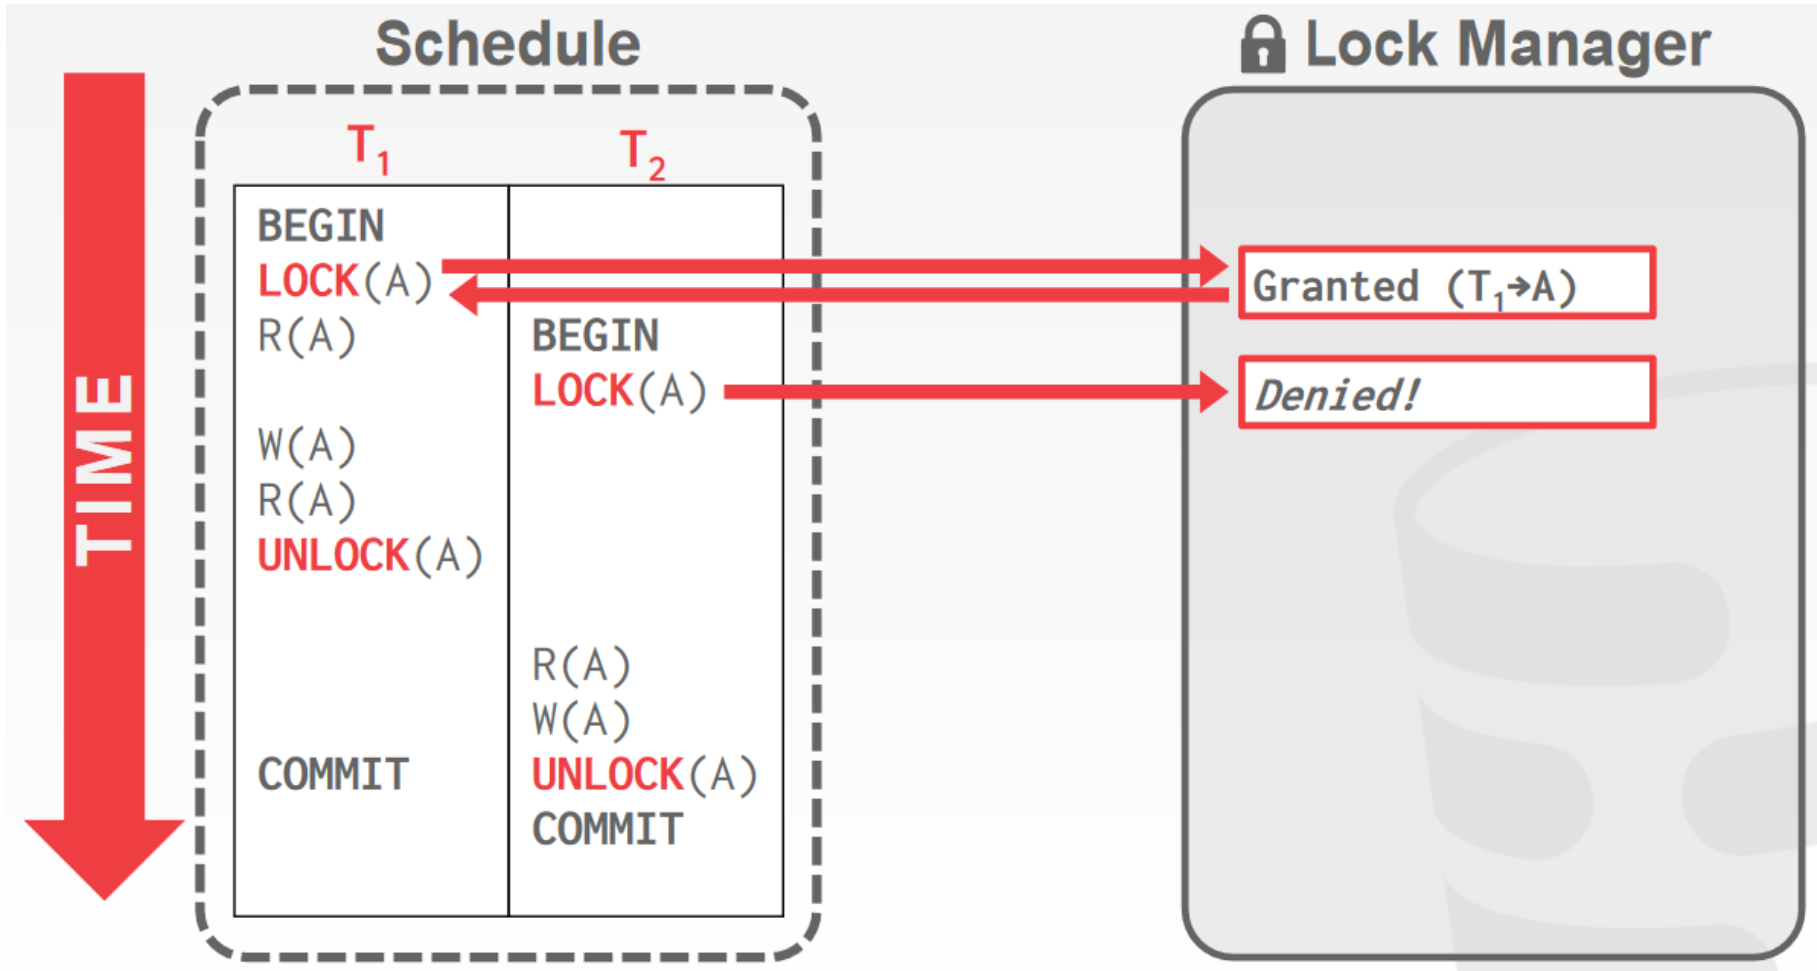 Schedule
Lock Manager
TIME
T1
T2
BEGIN
LOCK(A)
Granted (T1→A)
R(A)
BEGIN
LOCK(A)
Denied!
W(A)
R(A)
UNLOCK(A)
R(A)
W(A)
COMMIT
UNLOCK(A)
COMMIT